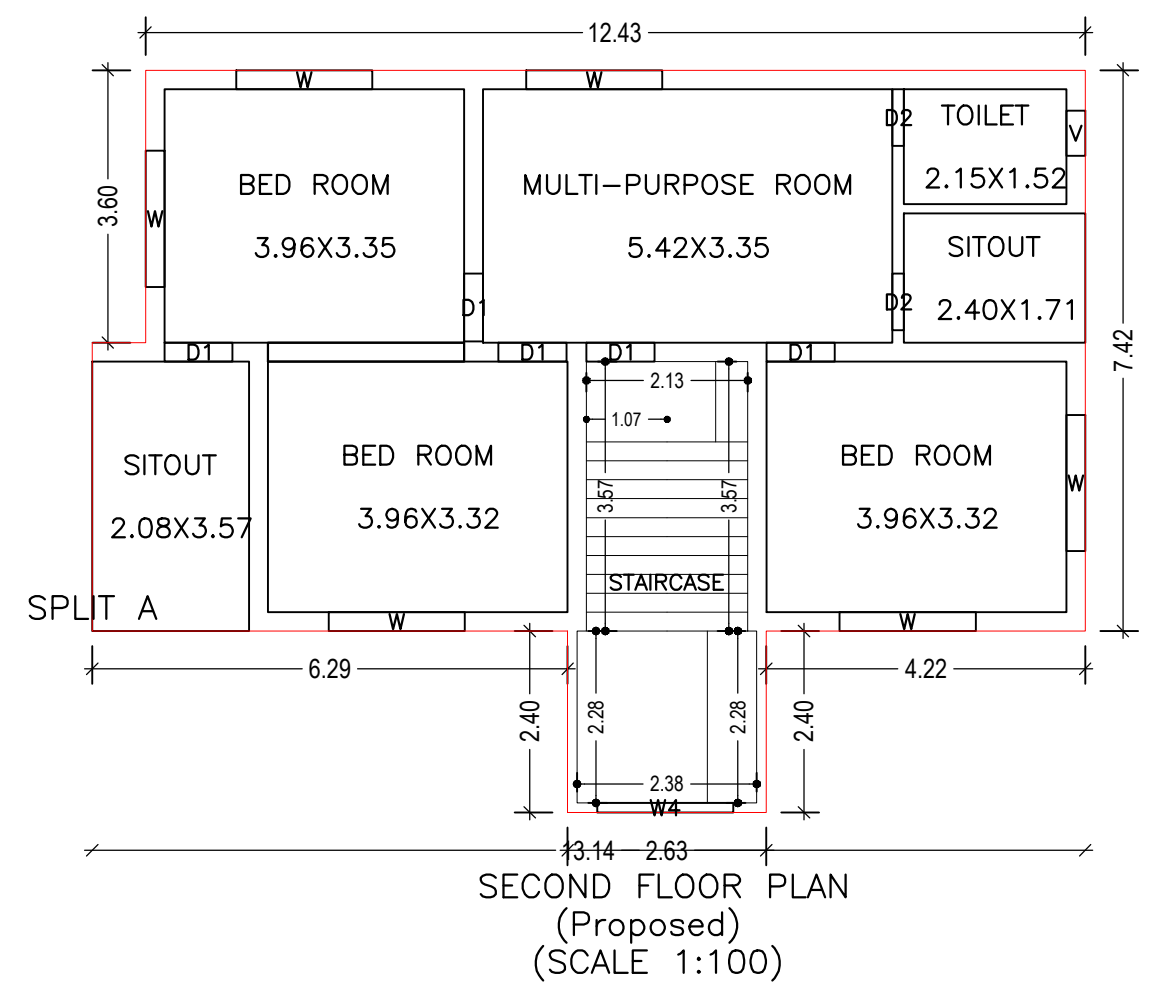 12.43
W
W
D2
TOILET
V
2.15X1.52
BED ROOM
MULTI-PURPOSE ROOM
3.60
W
3.96X3.35
5.42X3.35
SITOUT
D1
D2
2.40X1.71
7.42
D1
D1
D1
D1
2.13
1.07
SITOUT
BED ROOM
BED ROOM
2.08X3.57
3.96X3.32
3.57
3.57
3.96X3.32
W
STAIRCASE
SPLIT A
W
W
6.29
4.22
2.40
2.28
2.28
2.40
2.38
W4
13.14
2.63
SECOND FLOOR PLAN
(Proposed)
(SCALE 1:100)